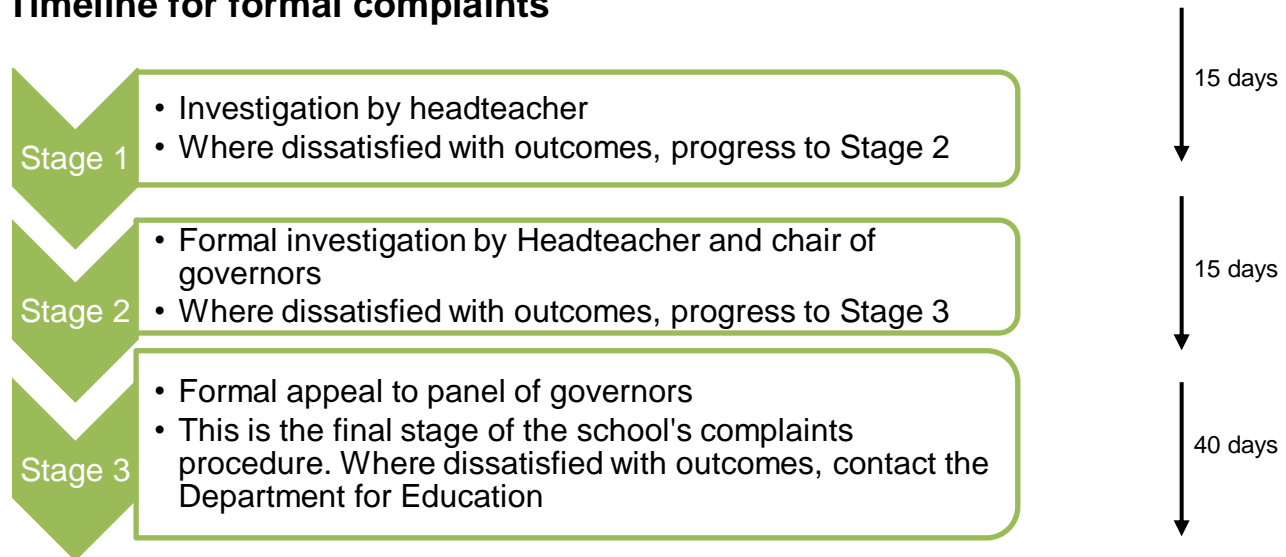 Timeline for formal complaints
15 days
Stage 1
• Investigation by headteacher
• Where dissatisfied with outcomes, progress to Stage 2
15 days
Stage 2
• Formal investigation by Headteacher and chair of
governors
• Where dissatisfied with outcomes, progress to Stage 3
40 days
Stage 3
• Formal appeal to panel of governors
• This is the final stage of the school's complaints
procedure. Where dissatisfied with outcomes, contact the
Department for Education